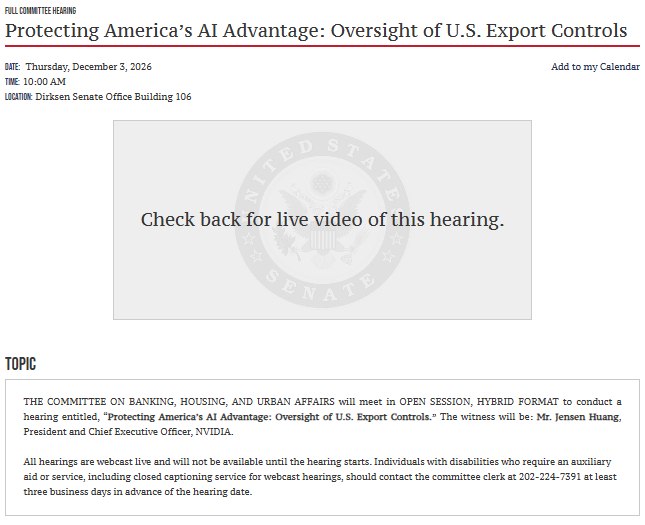 FULL COMMITTEE HEARING
Protecting America’s AI Advantage: Oversight of U.S. Export Controls
DATE: Thursday, December 3, 2026
Add to my Calendar
TIME: 10:00 AM
LOCATION: Dirksen Senate Office Building 106
UNITED STATES
Check back for live video of this hearing.
SENATE
TOPIC
THE COMMITTEE ON BANKING, HOUSING, AND URBAN AFFAIRS will meet in OPEN SESSION, HYBRID FORMAT to conduct a
hearing entitled, “Protecting America’s AI Advantage: Oversight of U.S. Export Controls.” The witness will be: Mr. Jensen Huang,
President and Chief Executive Officer, NVIDIA.
All hearings are webcast live and will not be available until the hearing starts. Individuals with disabilities who require an auxiliary
aid or service, including closed captioning service for webcast hearings, should contact the committee clerk at 202-224-7391 at least
three business days in advance of the hearing date.